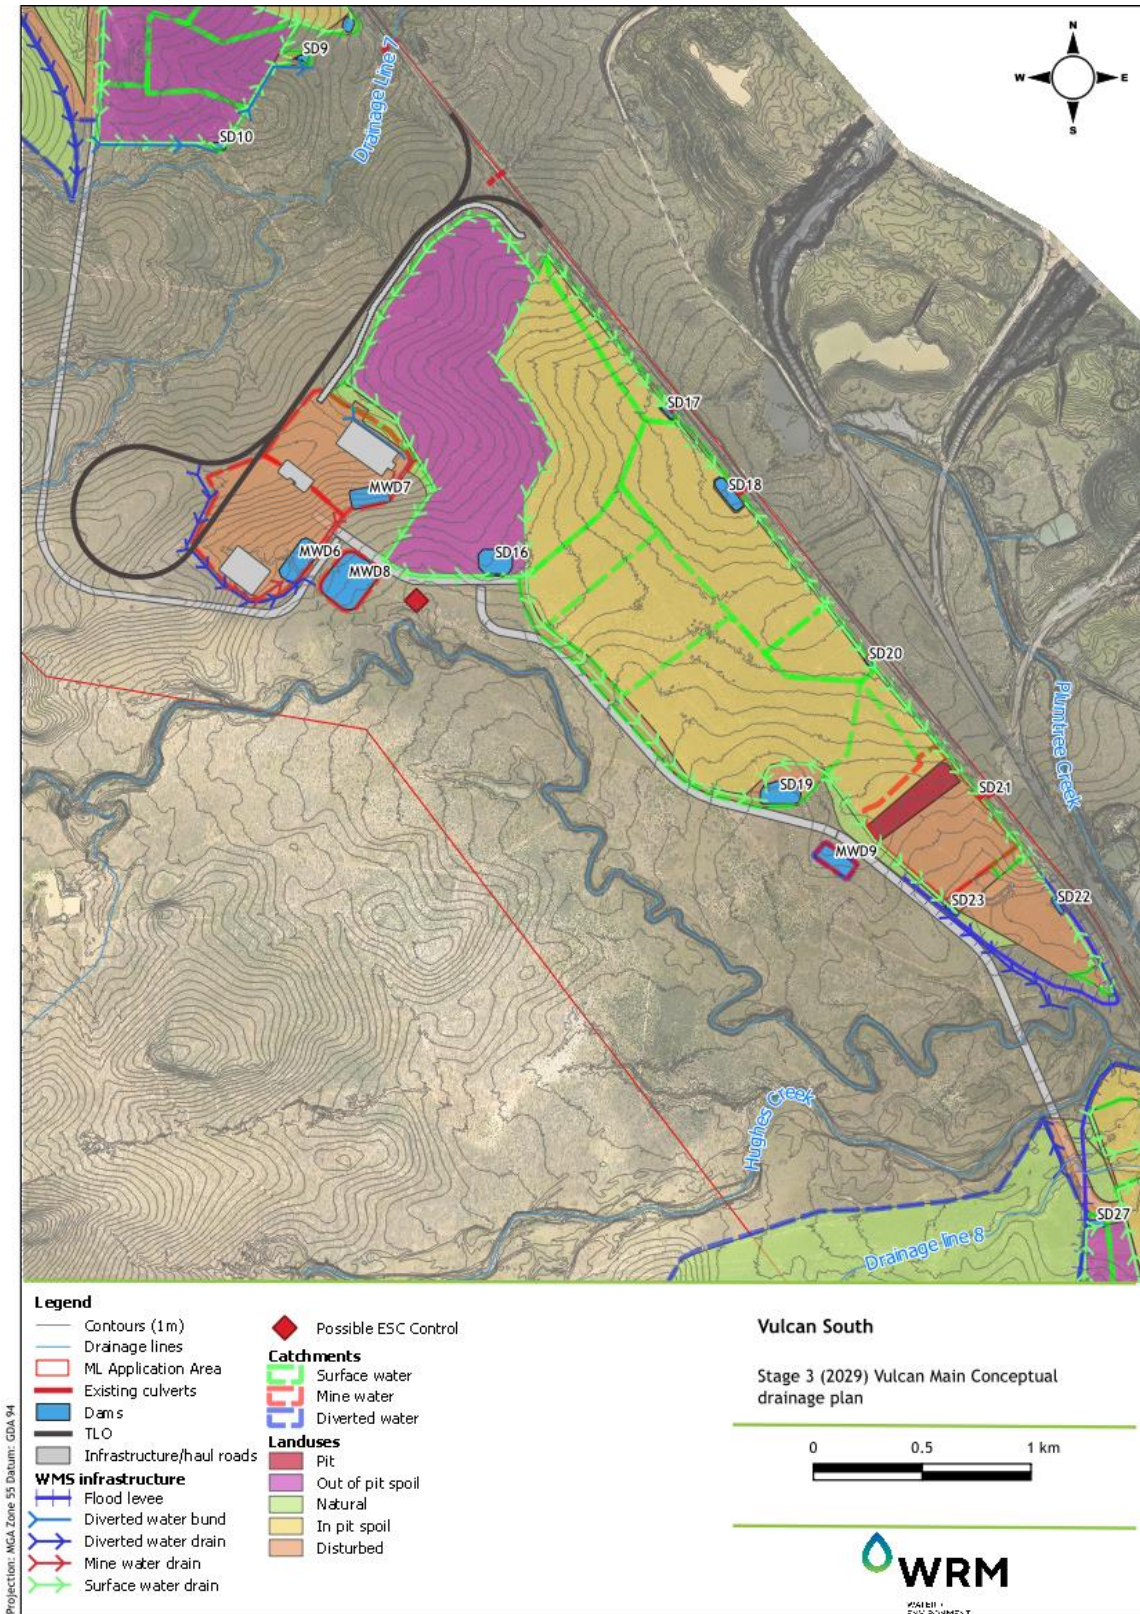 N
W
E
S
SD9
Drainage Line 7
SD10
SD17
SD18
MWD7
SD16
MWD6
MWD8
SD20
Plumtree Creek
SD19
SD21
MWD9
SD23
SD22
Hughes Creek
SD27
Drainage line 8
Legend
Contours (1m)
Drainage lines
ML Application Area
Existing culverts
Dams
TLO
Infrastructure/haul roads
WMS infrastructure
Flood levee
Diverted water bund
Diverted water drain
Mine water drain
Surface water drain
Possible ESC Control
Catchments
Surface water
Mine water
Diverted water
Landuses
Pit
Out of pit spoil
Natural
In pit spoil
Disturbed
Vulcan South
Stage 3 (2029) Vulcan Main Conceptual
drainage plan
0 0.5 1 km
WRM
WATER +
ENVIRONMENT
Projection: MGA Zone 55 Datum: GDA 94